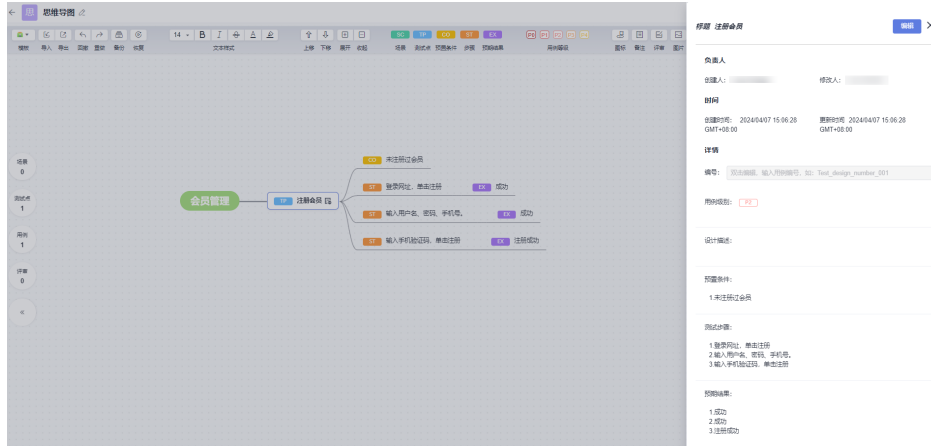 思维导图
14
B
I
A
SC
TP
CO
ST
EX
P0
模板
导入
导出
回撤
重做
备份
恢复
文本样式
上移
下移
展开
收起
场景
测试点
预置条件
步骤
预期结果
用例等级
图标
备注
评审
图片
场景
0
测试点
1
用例
1
评审
0
«
会员管理
TP 注册会员
CO 未注册过会员
ST 登录网址，单击注册
EX 成功
ST 输入用户名、密码、手机号。
EX 成功
ST 输入手机验证码，单击注册
EX 注册成功
标题 注册会员
编辑
负责人
创建人:
修改人:
时间
创建时间: 2024/04/07 15:06:28
GMT+08:00
更新时间 2024/04/07 15:06:28
GMT+08:00
详情
编号: 双击编辑，输入用例编号，如: Test_design_number_001
用例级别: P2
设计描述:
预置条件:
1.未注册过会员
测试步骤:
1.登录网址，单击注册
2.输入用户名、密码、手机号。
3.输入手机验证码，单击注册
预期结果:
1.成功
2.成功
3.注册成功